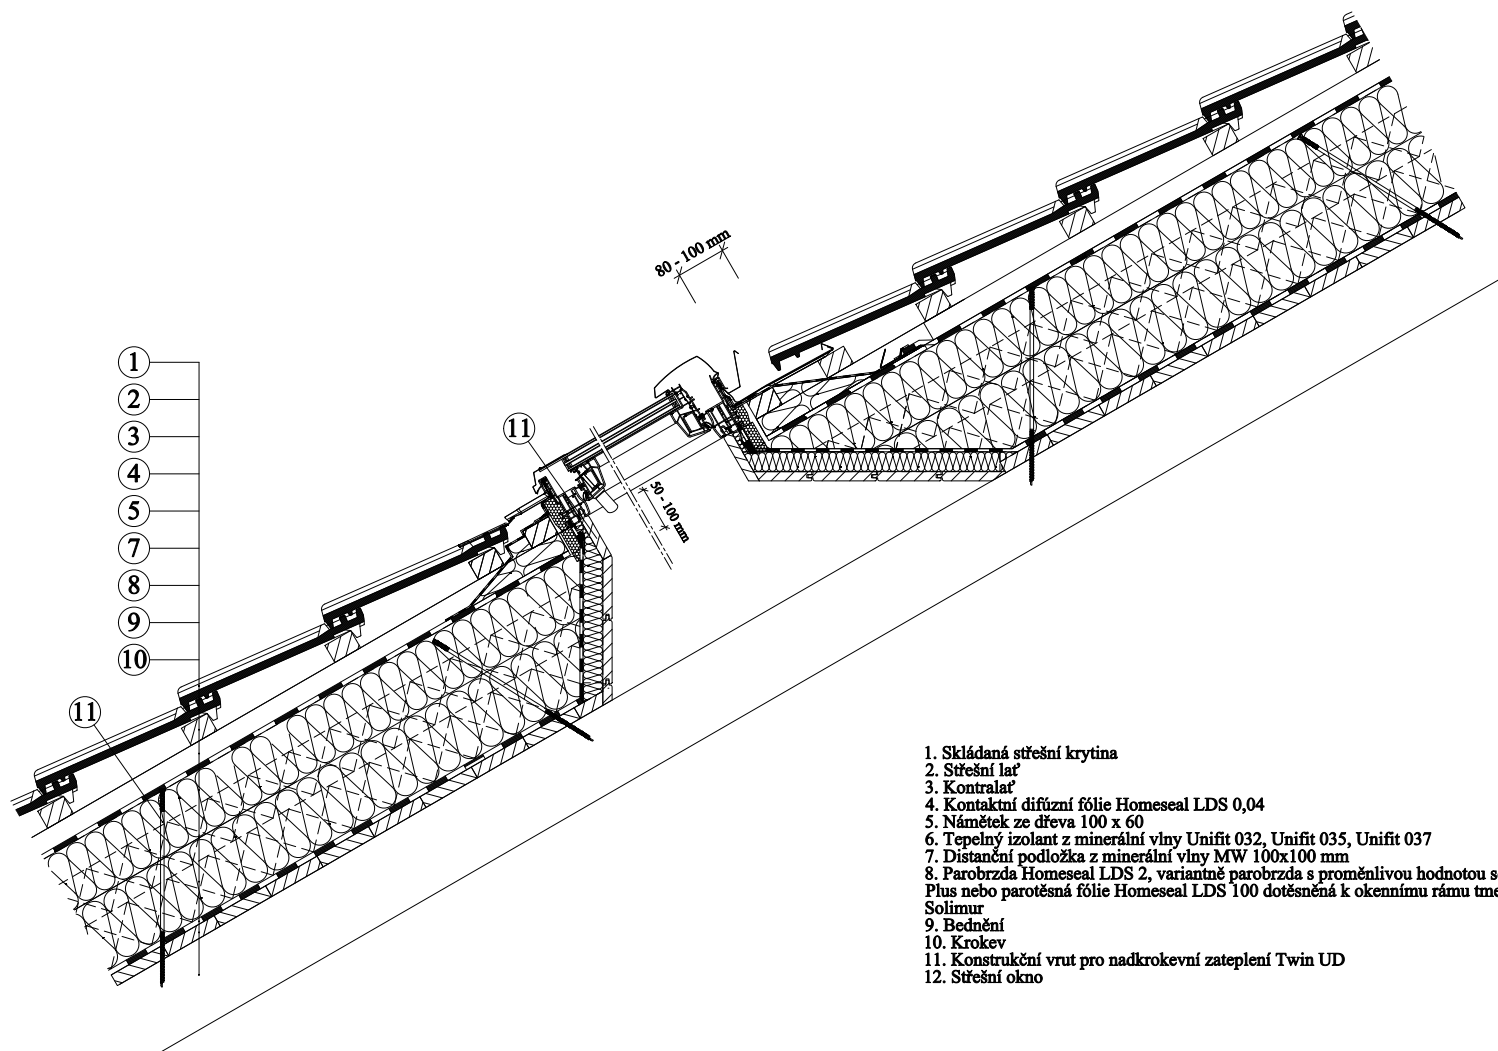 80 - 100 mm
1
2
3
4
5
7
8
9
10
11
11
50 - 100 mm
1. Skládaná střešní krytina
2. Střešní lať
3. Kontralať
4. Kontaktní difúzní fólie Homeseal LDS 0,04
5. Námětek ze dřeva 100 x 60
6. Tepelný izolant z minerální vlny Unifit 032, Unifit 035, Unifit 037
7. Distanční podložka z minerální vlny MW 100x100 mm
8. Parobrzda Homeseal LDS 2, variantně parobrzda s proměnlivou hodnotou s
Plus nebo parotěsná fólie Homeseal LDS 100 dotěsněná k okennímu rámu tme
Solimur
9. Bednění
10. Krokev
11. Konstrukční vrut pro nadkrokevní zateplení Twin UD
12. Střešní okno